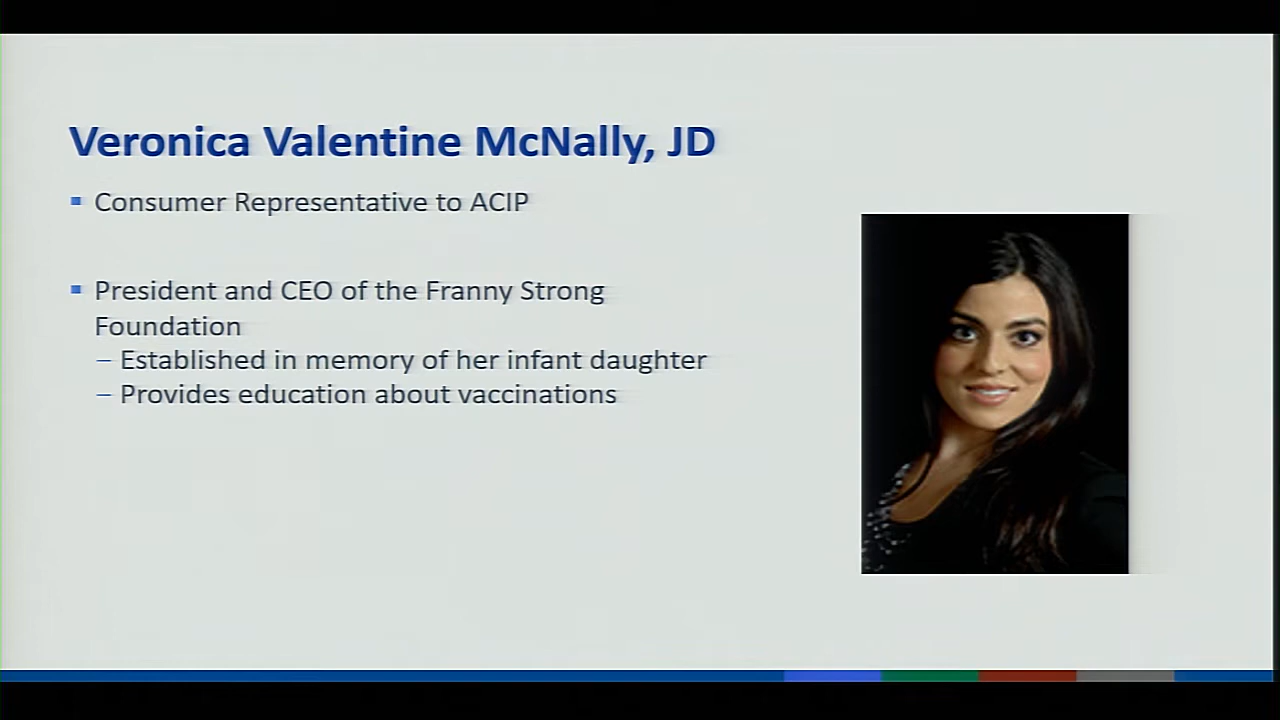 Veronica Valentine McNally, JD
▪ Consumer Representative to ACIP
▪ President and CEO of the Franny Strong
Foundation
– Established in memory of her infant daughter
– Provides education about vaccinations